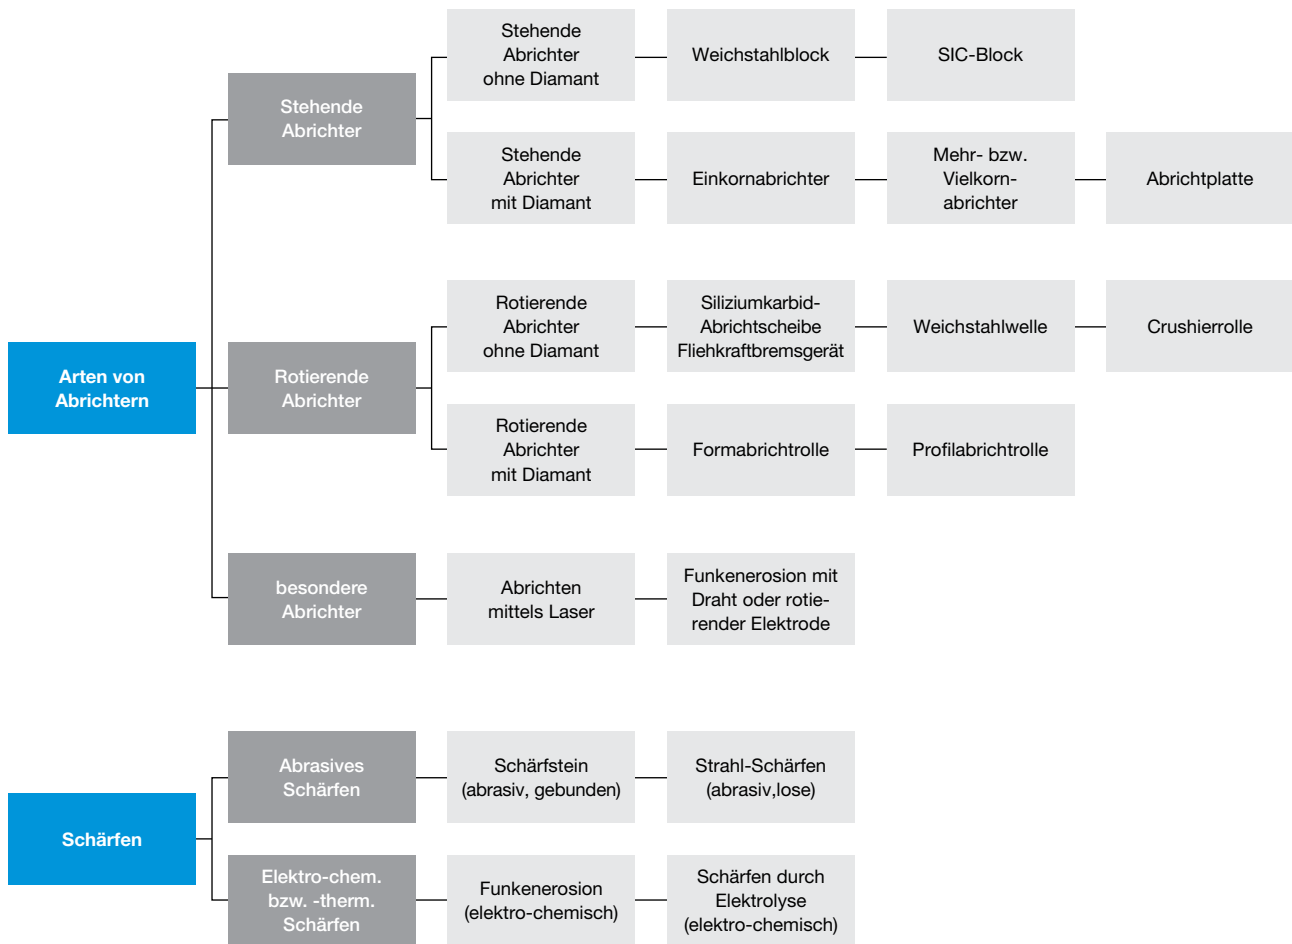 Arten von
Abrichtern
Stehende
Abrichter
Stehende
Abrichter
ohne Diamant
Weichstahlblock
SIC-Block
Stehende
Abrichter
mit Diamant
Einkornabrichter
Mehr- bzw.
Vielkorn-
abrichter
Abrichtplatte
Rotierende
Abrichter
Rotierende
Abrichter
ohne Diamant
Siliziumkarbid-
Abrichtscheibe
Fliehkraftbremsgerät
Weichstahlwelle
Crushierrolle
Rotierende
Abrichter
mit Diamant
Formabrichtrolle
Profilabrichtrolle
besondere
Abrichter
Abrichten
mittels Laser
Funkenerosion mit
Draht oder rotie-
render Elektrode
Schärfen
Abrasives
Schärfen
Schärfstein
(abrasiv, gebunden)
Strahl-Schärfen
(abrasiv,lose)
Elektro-chem.
bzw. -therm.
Schärfen
Funkenerosion
(elektro-chemisch)
Schärfen durch
Elektrolyse
(elektro-chemisch)